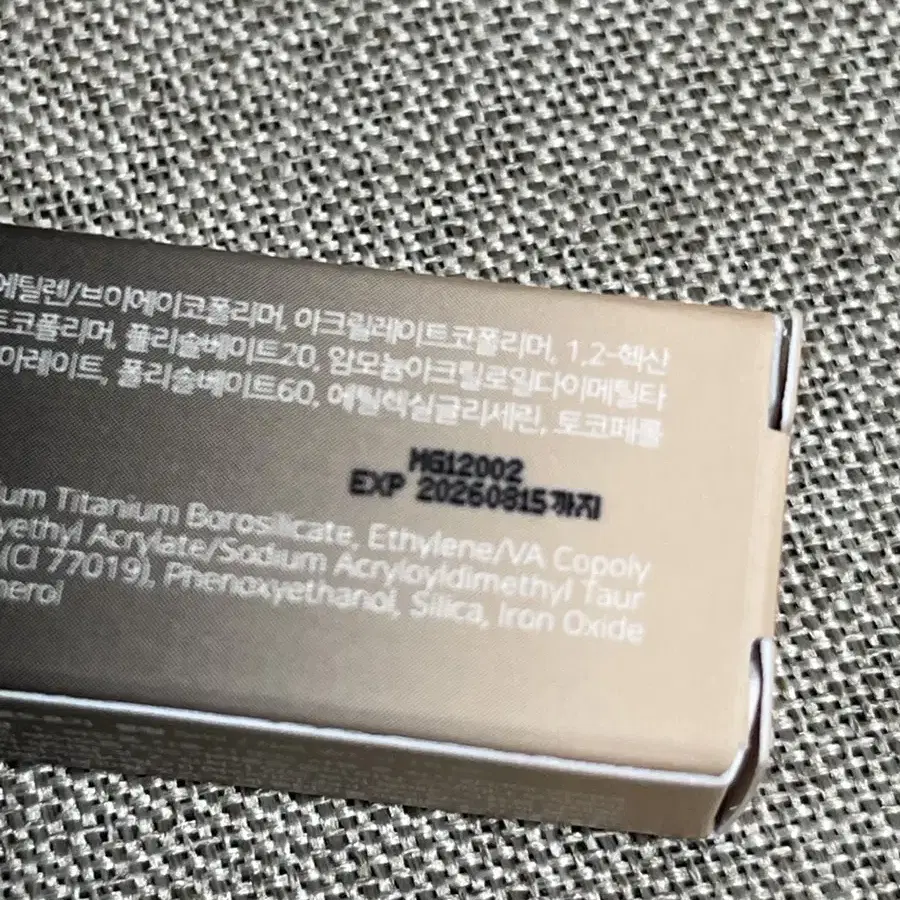 에틸렌/브이에이코폴리머, 아크릴레이트코폴리머, 1,2-헥산
트코폴리머, 폴리솔베이트20, 암모늄아크릴로일다이메틸타
아레이트, 폴리솔베이트60, 에틸헥실글리세린, 토코페롤
MG12002
EXP 20260815까지
ium Titanium Borosilicate, Ethylene/VA Copoly
yethyl Acrylate/Sodium Acryloyldimethyl Taur
(CI 77019), Phenoxyethanol, Silica, Iron Oxide
herol